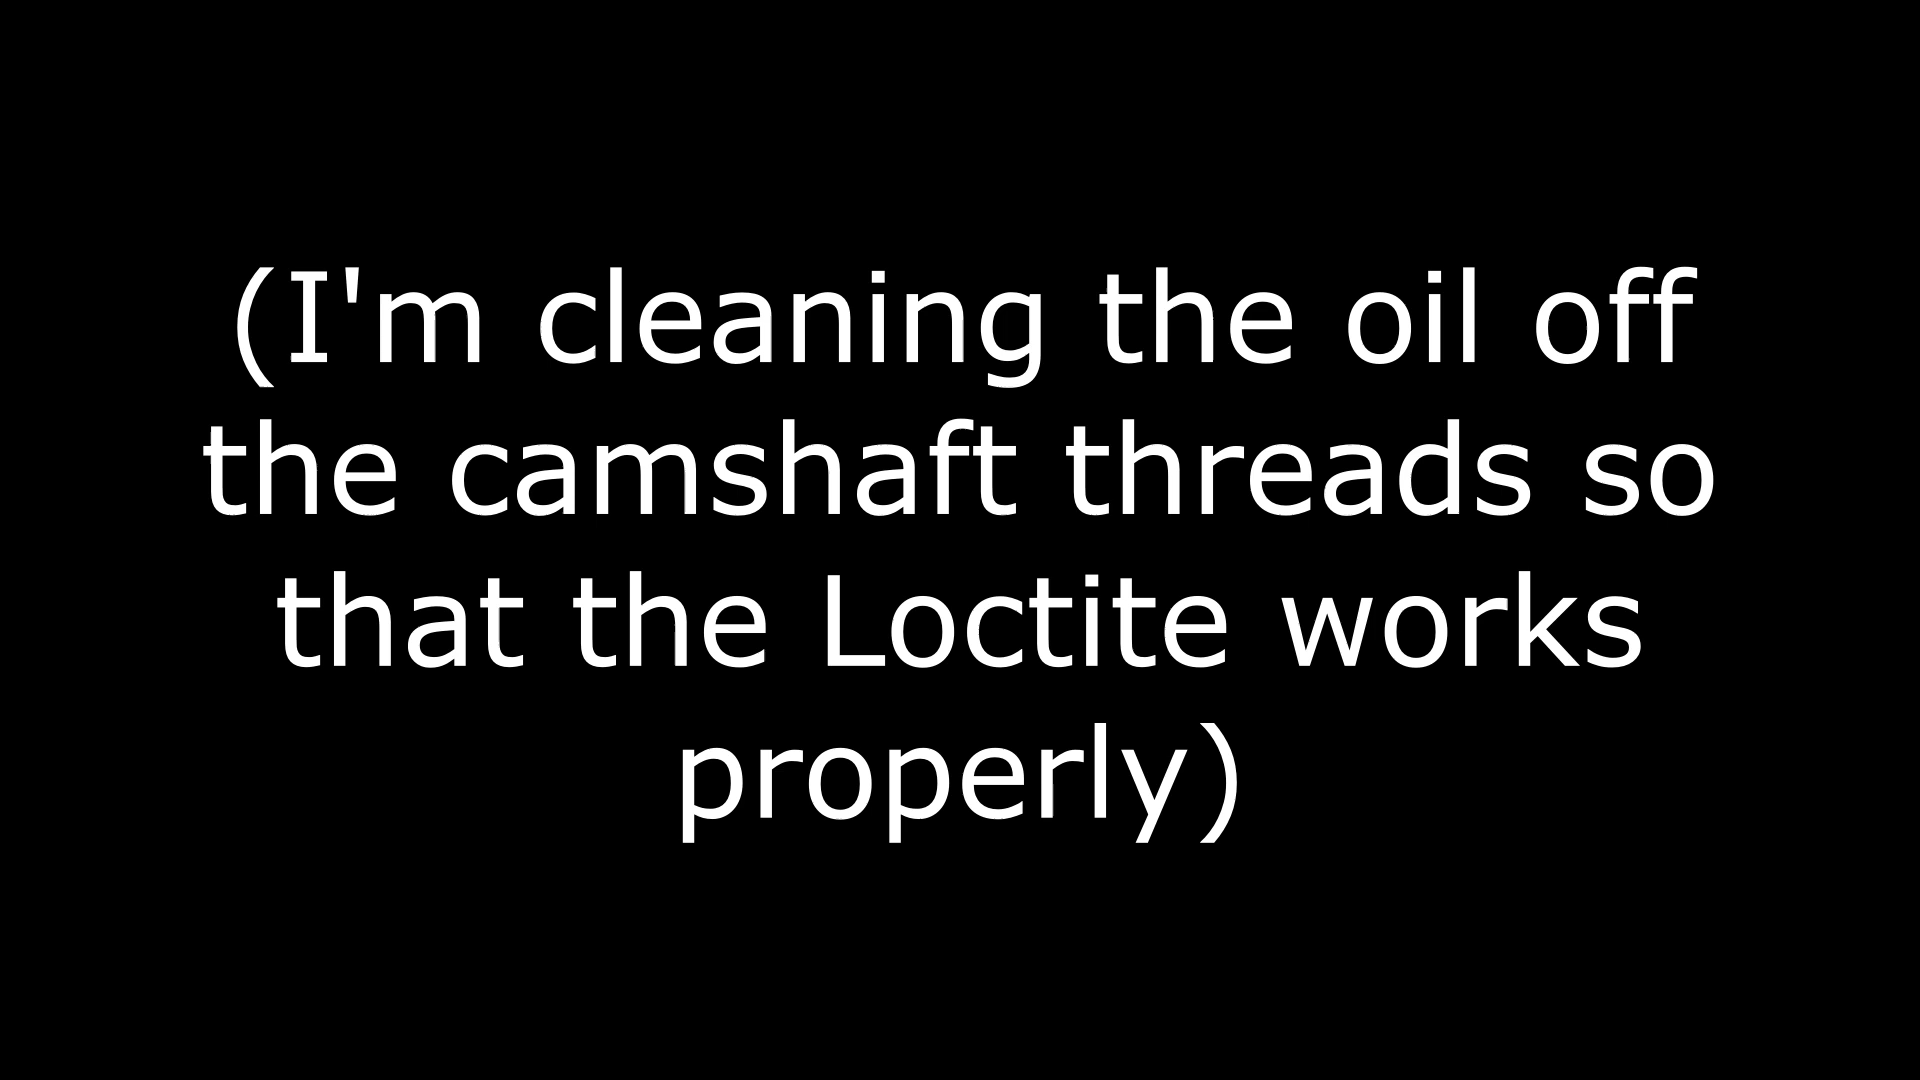 (I'm cleaning the oil off
the camshaft threads so
that the Loctite works
properly)